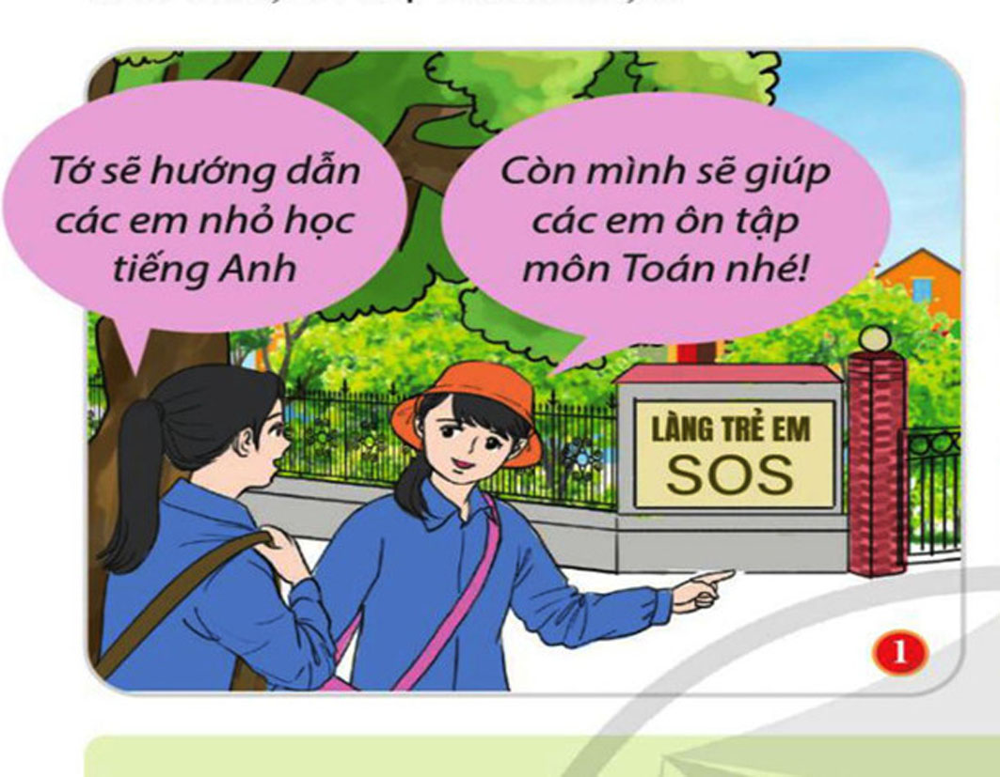 Tớ sẽ hướng dẫn
các em nhỏ học
tiếng Anh
Còn mình sẽ giúp
các em ôn tập
môn Toán nhé!
LÀNG TRẺ EM
SOS
1